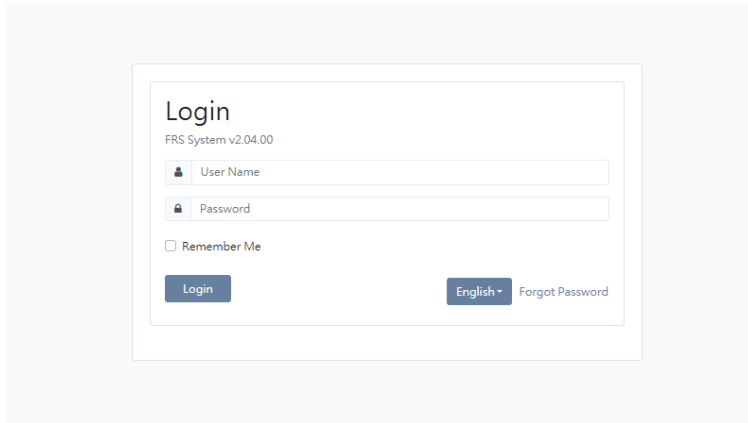 Login
FRS System v2.04.00
User Name
Password
Remember Me
Login English Forgot Password